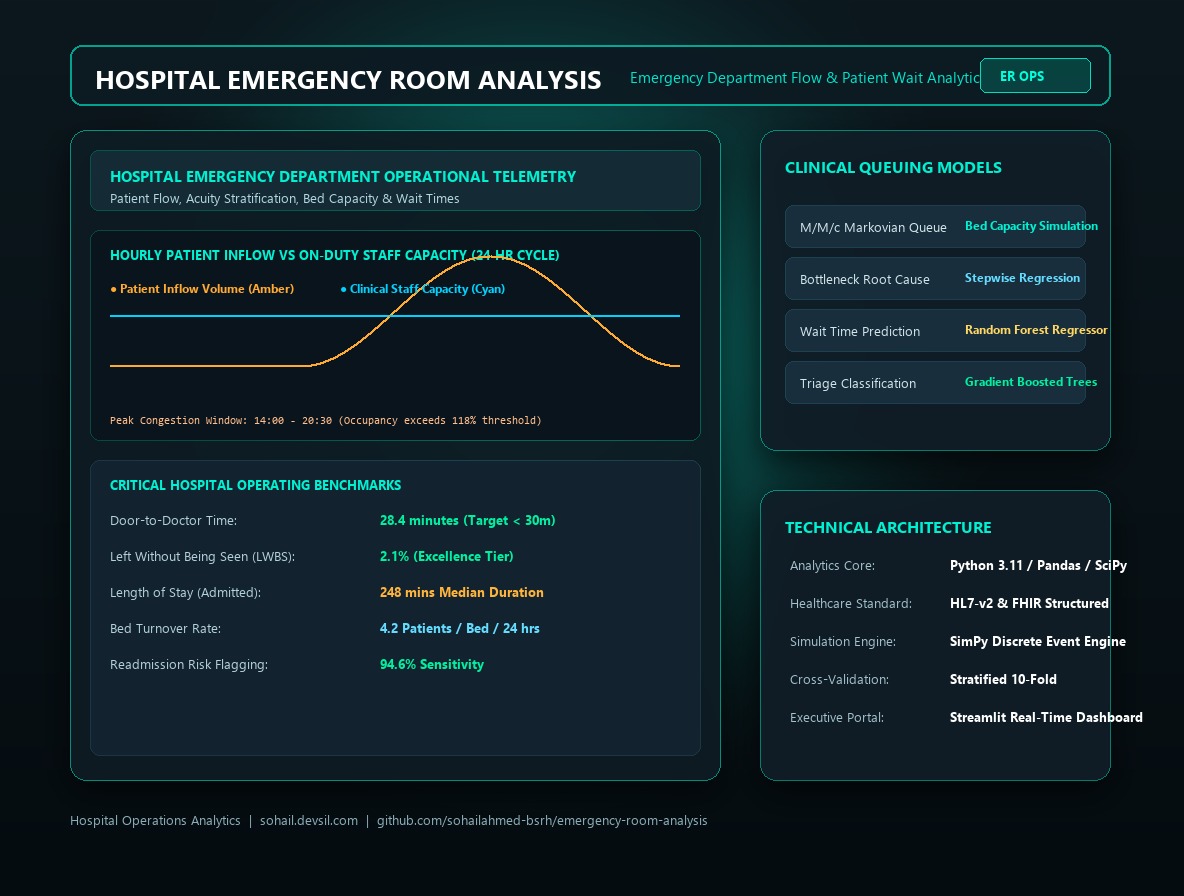 HOSPITAL EMERGENCY ROOM ANALYSIS
Emergency Department Flow & Patient Wait Analytic
ER OPS
HOSPITAL EMERGENCY DEPARTMENT OPERATIONAL TELEMETRY
Patient Flow, Acuity Stratification, Bed Capacity & Wait Times
HOURLY PATIENT INFLOW VS ON-DUTY STAFF CAPACITY (24-HR CYCLE)
● Patient Inflow Volume (Amber) ● Clinical Staff Capacity (Cyan)
Peak Congestion Window: 14:00 - 20:30 (Occupancy exceeds 118% threshold)
CRITICAL HOSPITAL OPERATING BENCHMARKS
Door-to-Doctor Time: 28.4 minutes (Target < 30m)
Left Without Being Seen (LWBS): 2.1% (Excellence Tier)
Length of Stay (Admitted): 248 mins Median Duration
Bed Turnover Rate: 4.2 Patients / Bed / 24 hrs
Readmission Risk Flagging: 94.6% Sensitivity
CLINICAL QUEUING MODELS
M/M/c Markovian Queue Bed Capacity Simulation
Bottleneck Root Cause Stepwise Regression
Wait Time Prediction Random Forest Regressor
Triage Classification Gradient Boosted Trees
TECHNICAL ARCHITECTURE
Analytics Core: Python 3.11 / Pandas / SciPy
Healthcare Standard: HL7-v2 & FHIR Structured
Simulation Engine: SimPy Discrete Event Engine
Cross-Validation: Stratified 10-Fold
Executive Portal: Streamlit Real-Time Dashboard
Hospital Operations Analytics | sohail.devsil.com | github.com/sohailahmed-bsrh/emergency-room-analysis